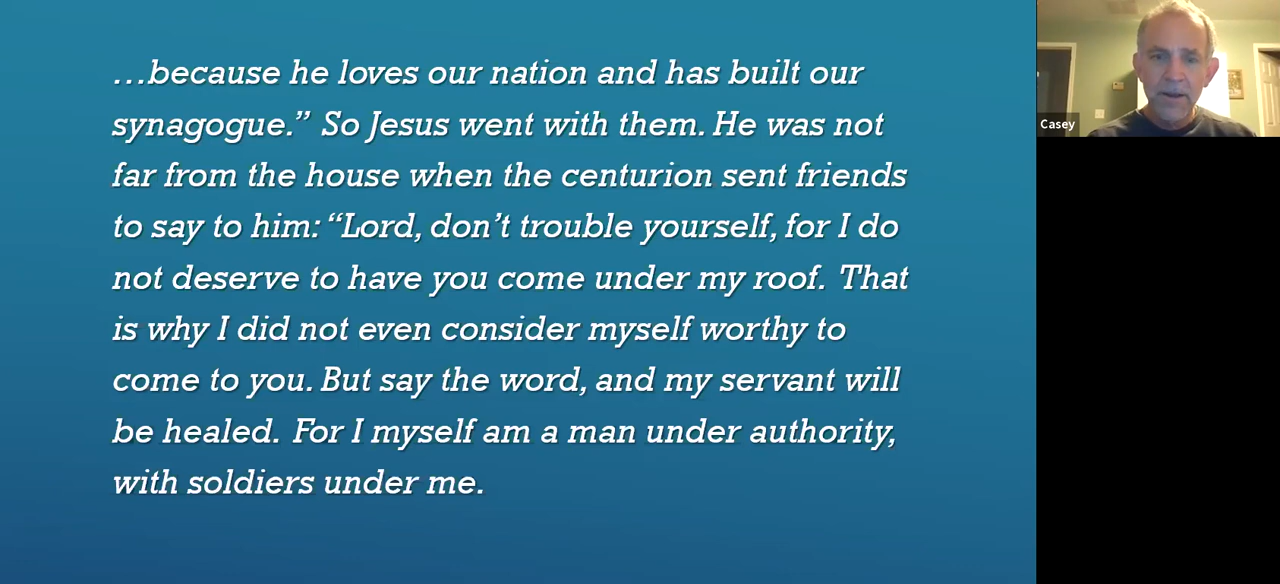 …because he loves our nation and has built our
synagogue.” So Jesus went with them. He was not
far from the house when the centurion sent friends
to say to him: “Lord, don’t trouble yourself, for I do
not deserve to have you come under my roof. That
is why I did not even consider myself worthy to
come to you. But say the word, and my servant will
be healed. For I myself am a man under authority,
with soldiers under me.
Casey